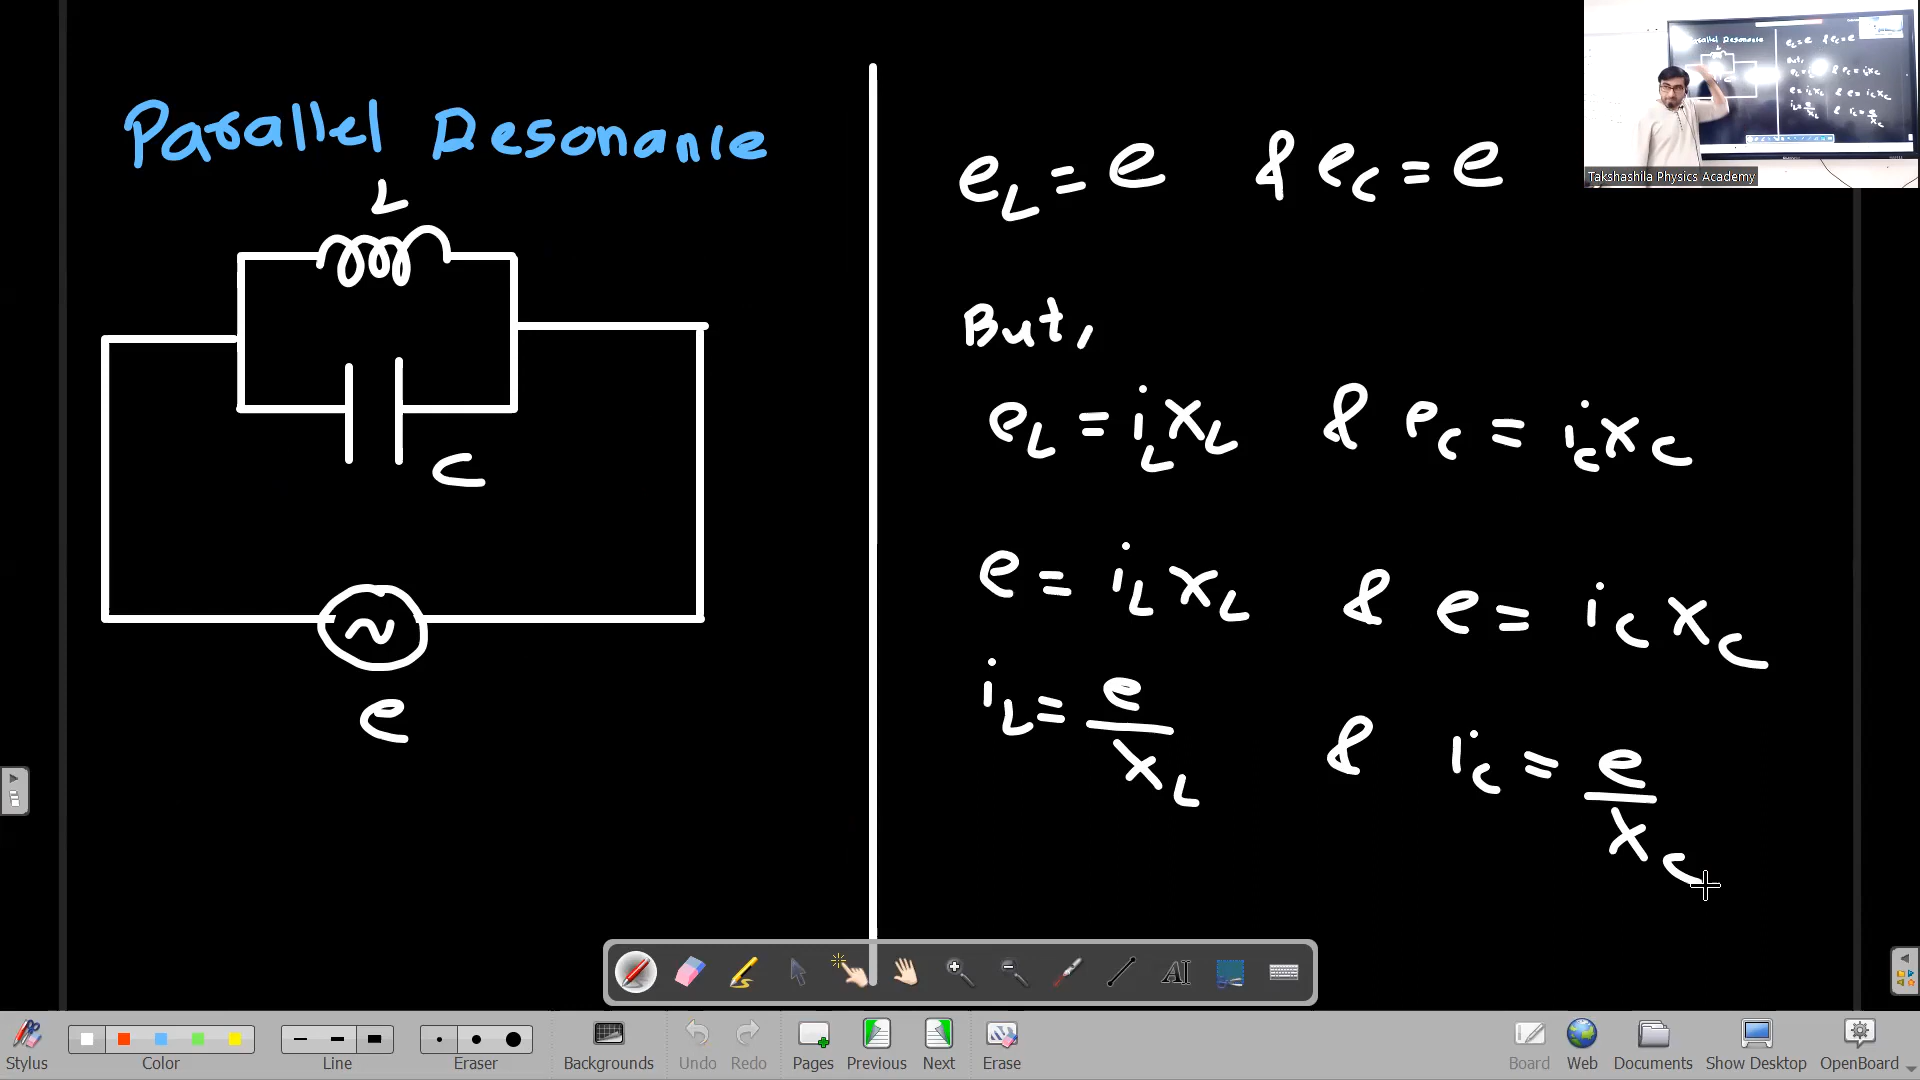 Parallel Resonance
L
C
~
e
e_L = e & e_C = e
But,
e_L = i_L X_L & e_C = i_C X_C
e = i_L X_L & e = i_C X_C
i_L = e/X_L & i_C = e/X_C
Takshashila Physics Academy
Stylus
Color
Line
Eraser
Backgrounds
Undo
Redo
Pages
Previous
Next
Erase
Board
Web
Documents
Show Desktop
OpenBoard
AI